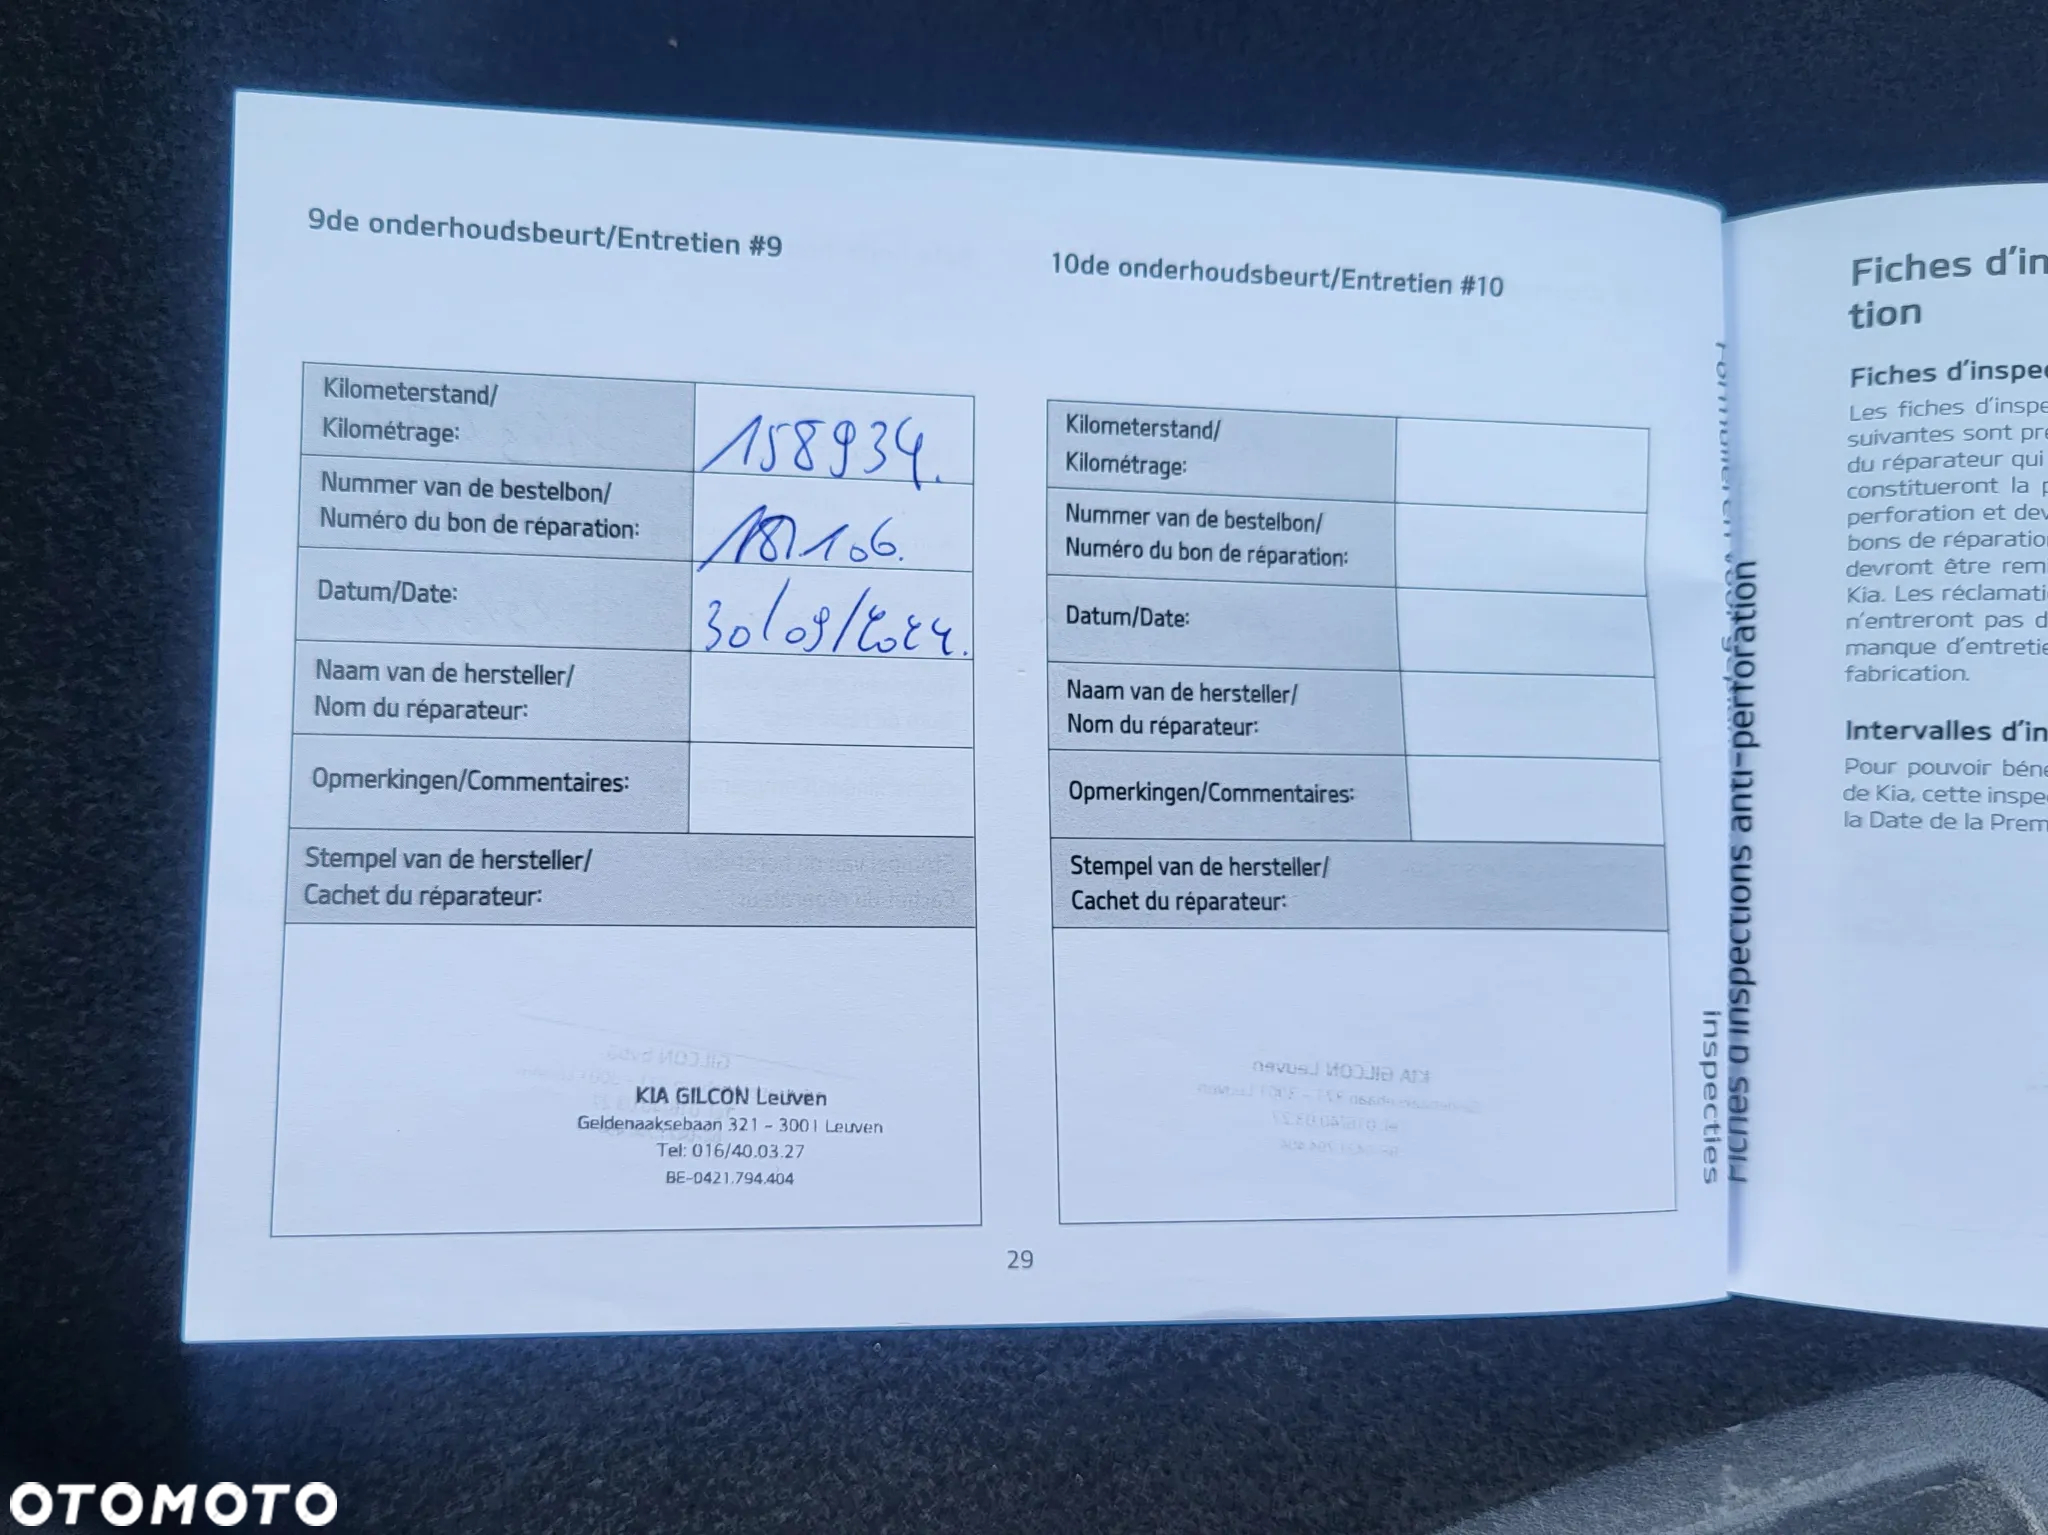 9de onderhoudsbeurt/Entretien #9
Kilometerstand/
Kilométrage:
158934.
Nummer van de bestelbon/
Numéro du bon de réparation:
Datum/Date:
30/09/2024.
Naam van de hersteller/
Nom du réparateur:
Opmerkingen/Commentaires:
Stempel van de hersteller/
Cachet du réparateur:
KIA GILCON Leuven
Geldenaaksebaan 321 - 3001 Leuven
Tel: 016/40.03.27
BE-0421.794.404
10de onderhoudsbeurt/Entretien #10
Kilometerstand/
Kilométrage:
Nummer van de bestelbon/
Numéro du bon de réparation:
Datum/Date:
Naam van de hersteller/
Nom du réparateur:
Opmerkingen/Commentaires:
Stempel van de hersteller/
Cachet du réparateur:
29
inspecties
Fiches d'inspections anti-perforation
Fiches d'in
tion
Fiches d'inspe
Les fiches d'inspe
suivantes sont pr
du réparateur qui
constitueront la p
perforation et dev
bons de réparatio
devront être rem
Kia. Les réclamati
n'entreront pas d
manque d'entretie
fabrication.
Intervalles d'in
Pour pouvoir béné
de Kia, cette inspe
la Date de la Prem
OTOMOTO